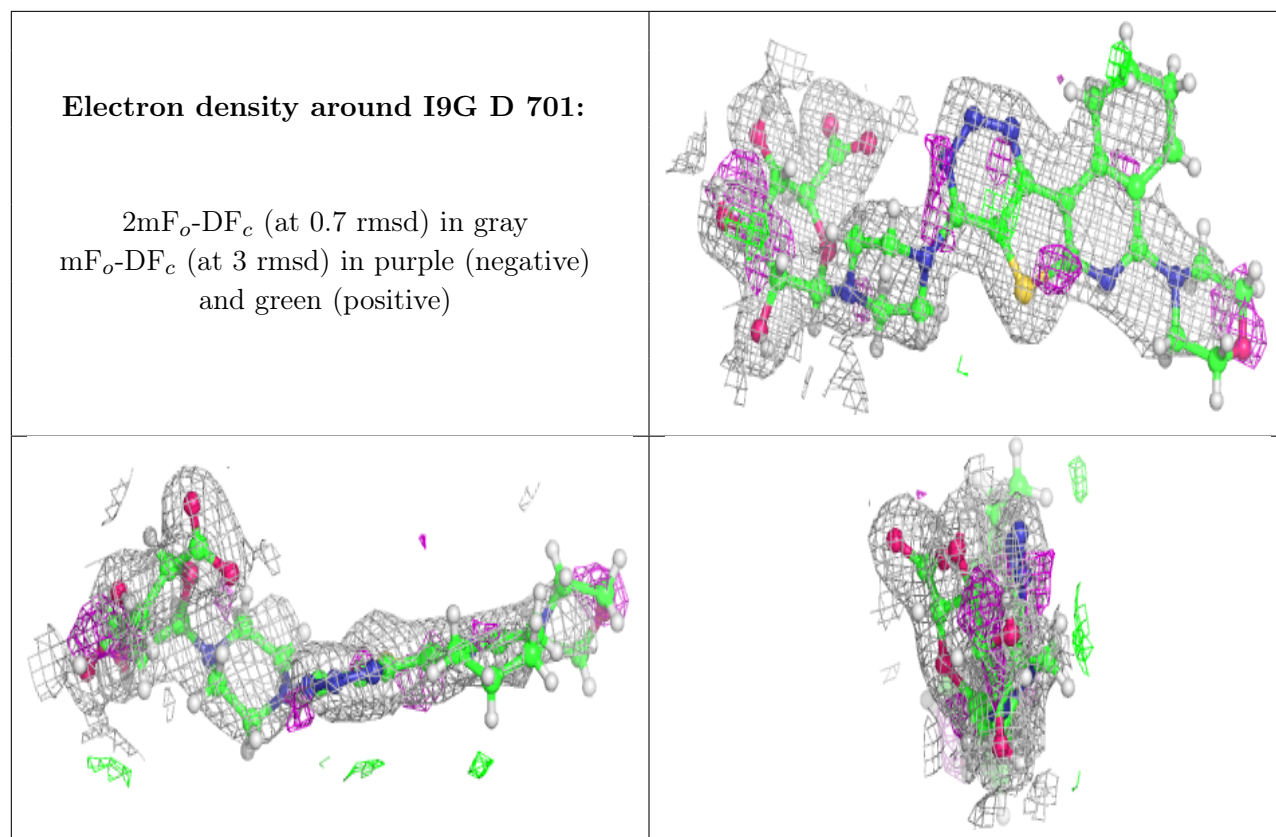 Electron density around I9G D 701:
2mFo-DFc (at 0.7 rmsd) in gray
mFo-DFc (at 3 rmsd) in purple (negative)
and green (positive)